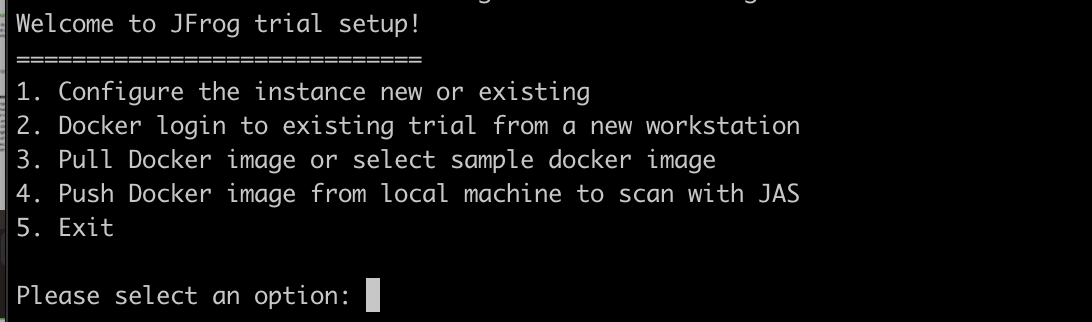 Welcome to JFrog trial setup!
=============================
1. Configure the instance new or existing
2. Docker login to existing trial from a new workstation
3. Pull Docker image or select sample docker image
4. Push Docker image from local machine to scan with JAS
5. Exit
Please select an option: